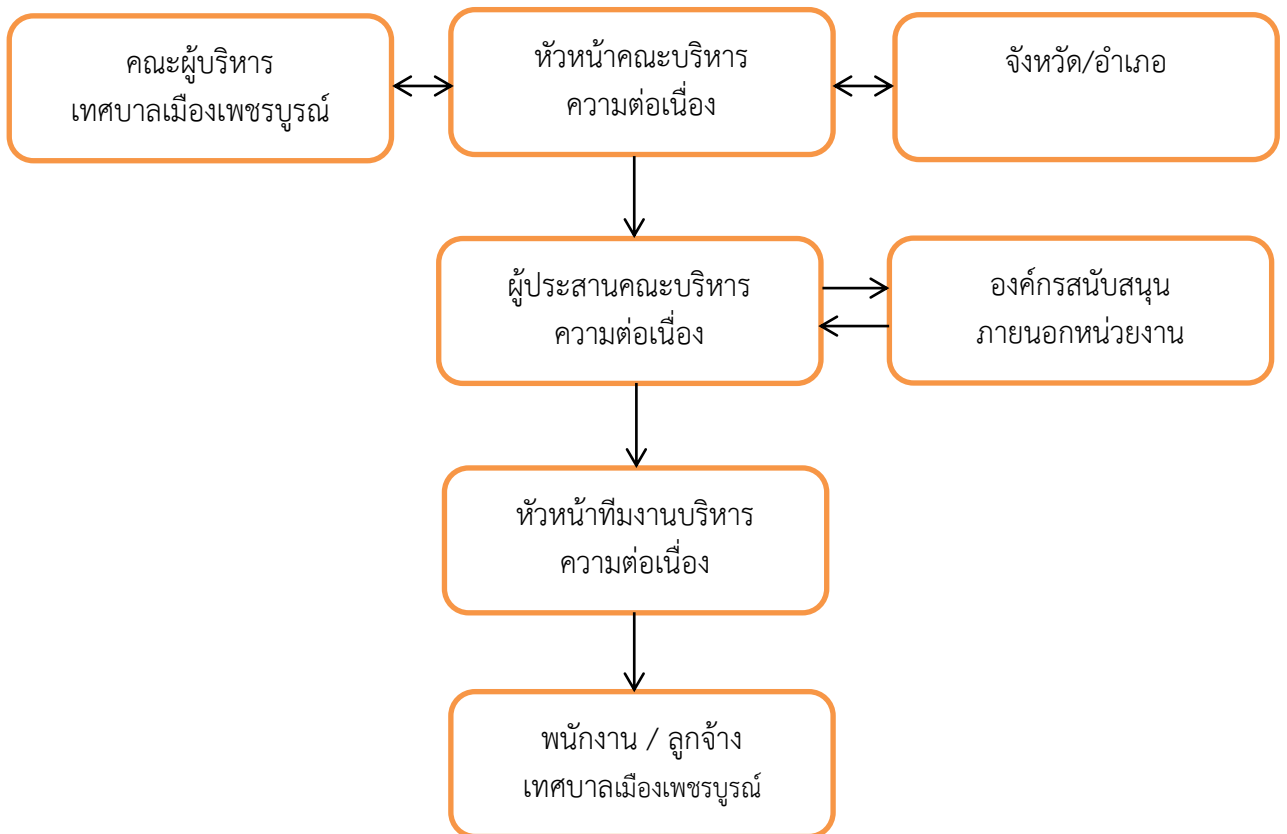 คณะผู้บริหาร
เทศบาลเมืองเพชรบูรณ์
หัวหน้าคณะบริหาร
ความต่อเนื่อง
จังหวัด/อำเภอ
ผู้ประสานคณะบริหาร
ความต่อเนื่อง
องค์กรสนับสนุน
ภายนอกหน่วยงาน
หัวหน้าทีมงานบริหาร
ความต่อเนื่อง
พนักงาน / ลูกจ้าง
เทศบาลเมืองเพชรบูรณ์